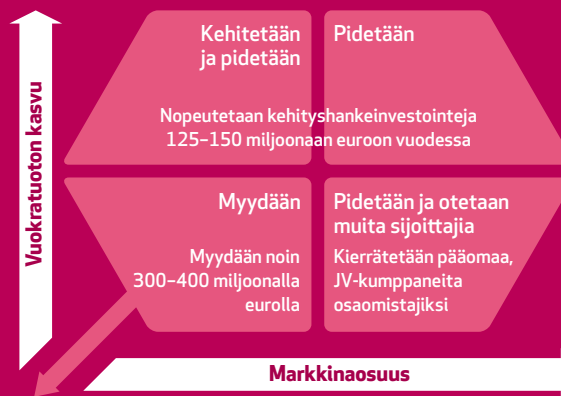 Vuokratuoton kasvu
Kehitetään
ja pidetään
Pidetään
Nopeutetaan kehityshankeinvestointeja
125–150 miljoonaan euroon vuodessa
Myydään
Myydään noin
300–400 miljoonalla
eurolla
Pidetään ja otetaan
muita sijoittajia
Kierrätetään pääomaa,
JV-kumppaneita
osaomistajiksi
Markkinaosuus